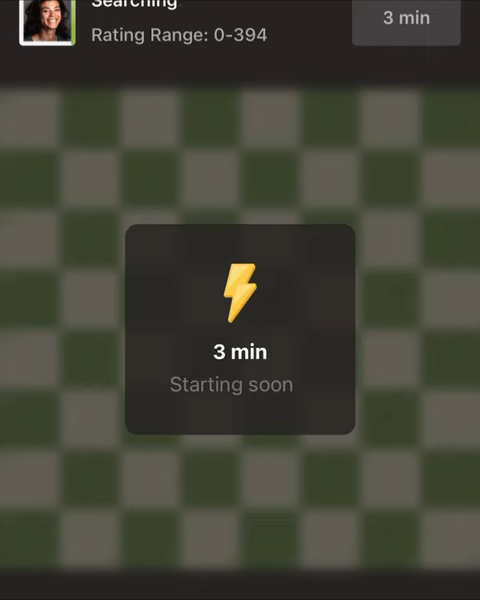 Searching
Rating Range: 0-394
3 min
3 min
Starting soon